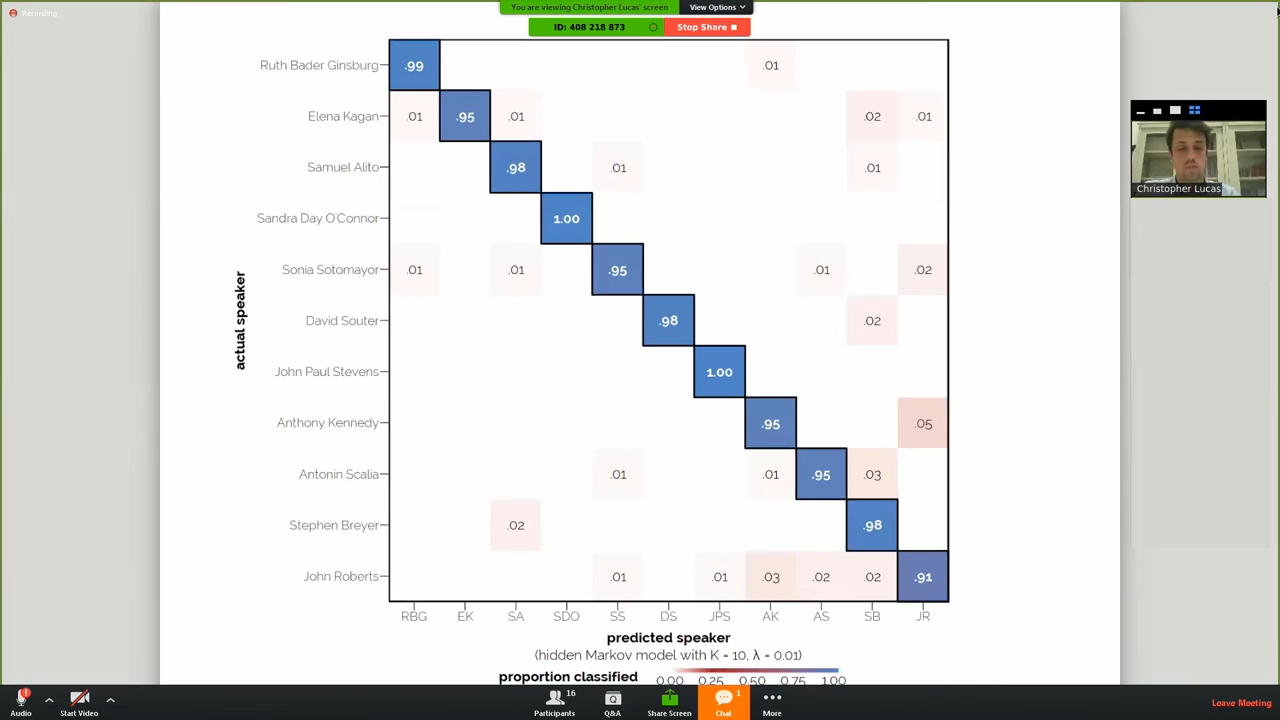 Recording
You are viewing Christopher Lucas' screen
View Options
ID: 408 218 873
Stop Share
Ruth Bader Ginsburg .99 .01
Elena Kagan .01 .95 .01 .02 .01
Samuel Alito .98 .01 .01
Sandra Day O'Connor 1.00
Sonia Sotomayor .01 .01 .95 .01 .02
David Souter .98 .02
John Paul Stevens 1.00
Anthony Kennedy .95 .05
Antonin Scalia .01 .01 .95 .03
Stephen Breyer .02 .98
John Roberts .01 .01 .03 .02 .02 .91
actual speaker
RBG EK SA SDO SS DS JPS AK AS SB JR
predicted speaker
(hidden Markov model with K = 10, λ = 0.01)
proportion classified
0.00 0.25 0.50 0.75 1.00
Christopher Lucas
Audio
Start Video
16
Participants
Q&A
Share Screen
1
Chat
More
Leave Meeting